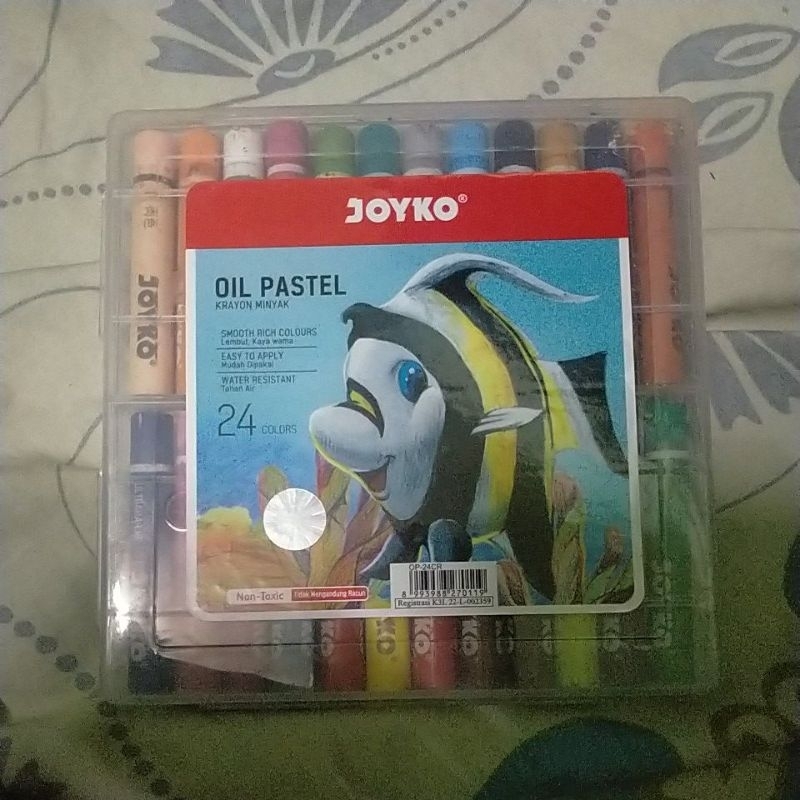 JOYKO®
OIL PASTEL
KRAYON MINYAK
SMOOTH RICH COLOURS
Lembut, Kaya warna
EASY TO APPLY
Mudah Dipakai
WATER RESISTANT
Tahan Air
24 COLORS
JOYKO
JOYKO
Non-Toxic
Tidak Mengandung Racun
OP-24CR
8 993988 270119
Registrasi K3L 22-L-002359